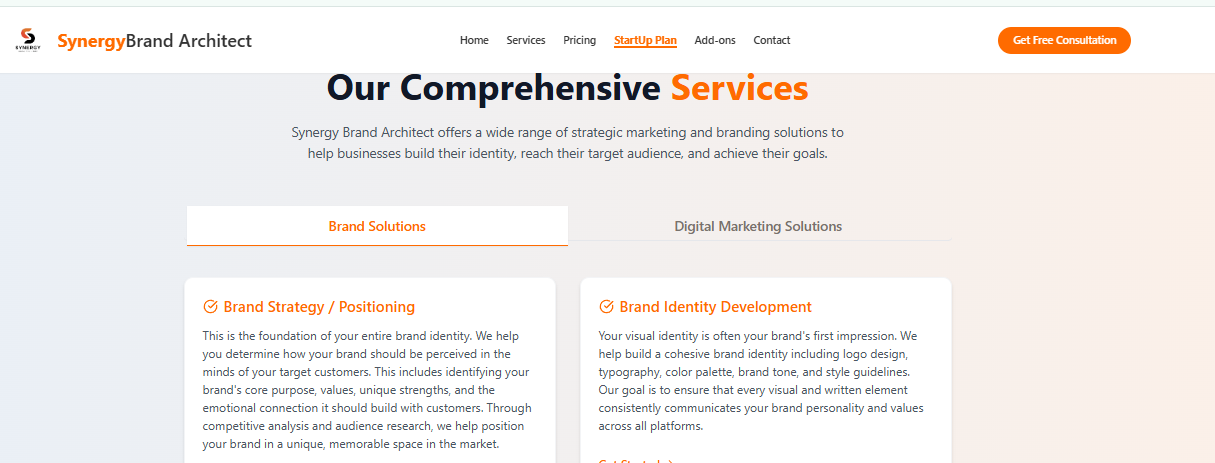 SYNERGY
SynergyBrand Architect
Home
Services
Pricing
StartUp Plan
Add-ons
Contact
Get Free Consultation
Our Comprehensive Services
Synergy Brand Architect offers a wide range of strategic marketing and branding solutions to
help businesses build their identity, reach their target audience, and achieve their goals.
Brand Solutions
Digital Marketing Solutions
Brand Strategy / Positioning
This is the foundation of your entire brand identity. We help
you determine how your brand should be perceived in the
minds of your target customers. This includes identifying your
brand's core purpose, values, unique strengths, and the
emotional connection it should build with customers. Through
competitive analysis and audience research, we help position
your brand in a unique, memorable space in the market.
Brand Identity Development
Your visual identity is often your brand's first impression. We
help build a cohesive brand identity including logo design,
typography, color palette, brand tone, and style guidelines.
Our goal is to ensure that every visual and written element
consistently communicates your brand personality and values
across all platforms.